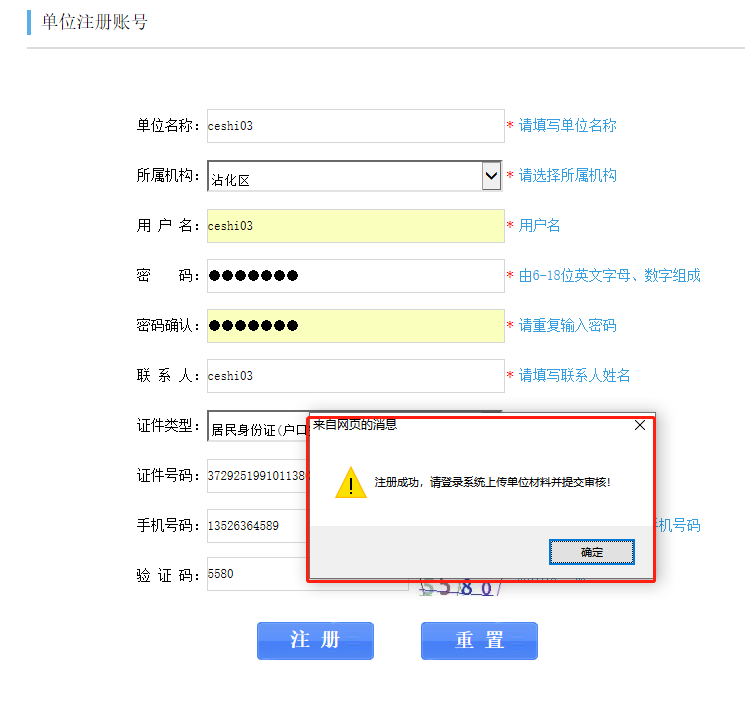 单位注册账号
单位名称： ceshi03 * 请填写单位名称
所属机构： 沾化区 * 请选择所属机构
用 户 名： ceshi03 * 用户名
密 码： ●●●●●●● * 由6-18位英文字母、数字组成
密码确认： ●●●●●●● * 请重复输入密码
联 系 人： ceshi03 * 请填写联系人姓名
证件类型： 居民身份证(户口
来自网页的消息
注册成功，请登录系统上传单位材料并提交审核!
确定
证件号码： 372925199101138
手机号码： 13526364589 机号码
验 证 码： 5580 5580
注 册 重 置